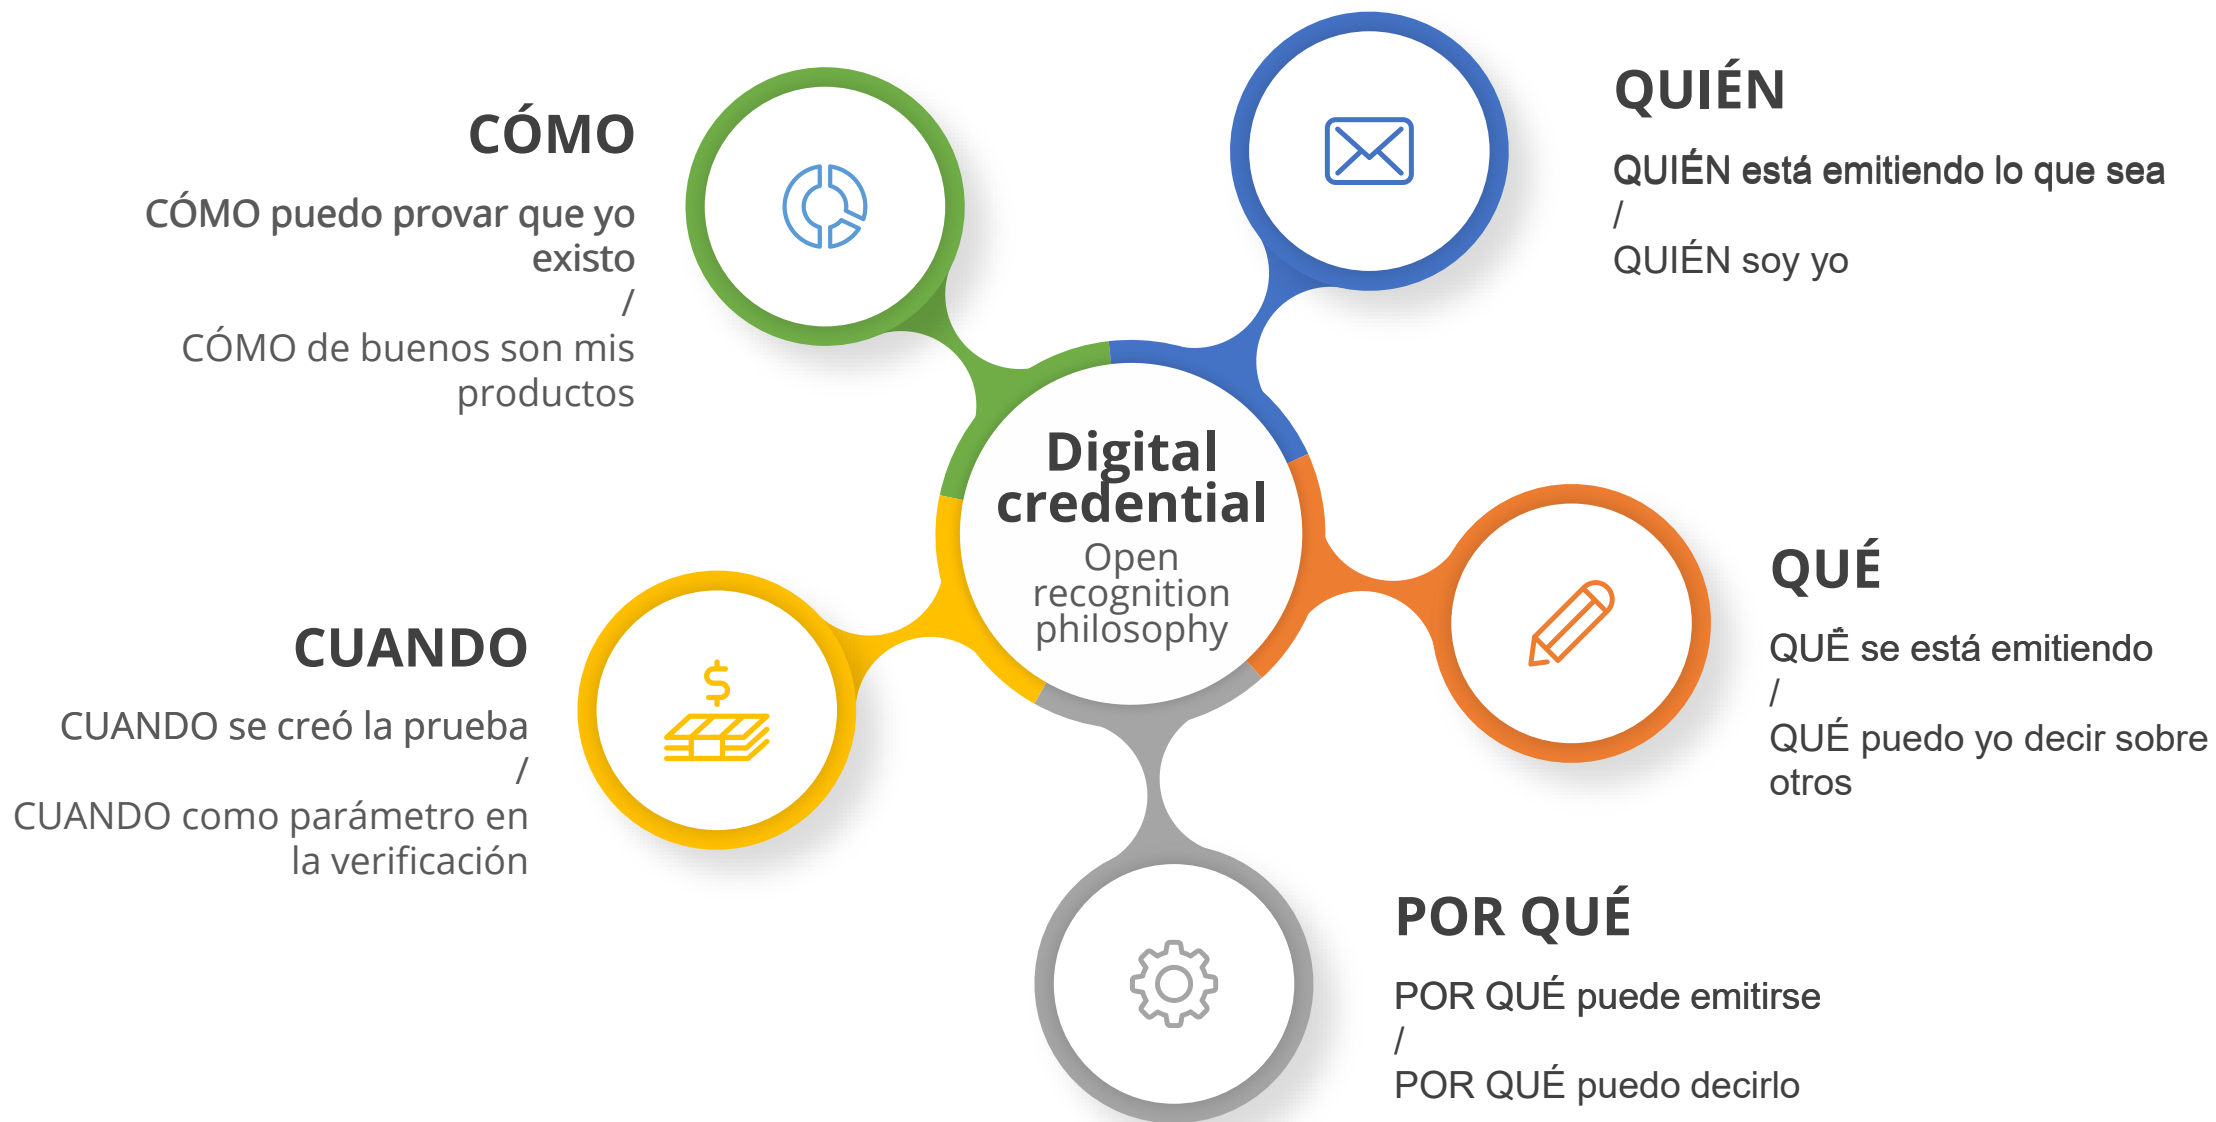 CÓMO
CÓMO puedo provar que yo
existo
/
CÓMO de buenos son mis
productos
QUIÉN
QUIÉN está emitiendo lo que sea
/
QUIÉN soy yo
Digital
credential
Open
recognition
philosophy
QUÉ
QUÉ se está emitiendo
/
QUÉ puedo yo decir sobre
otros
CUANDO
CUANDO se creó la prueba
/
CUANDO como parámetro en
la verificación
POR QUÉ
POR QUÉ puede emitirse
/
POR QUÉ puedo decirlo